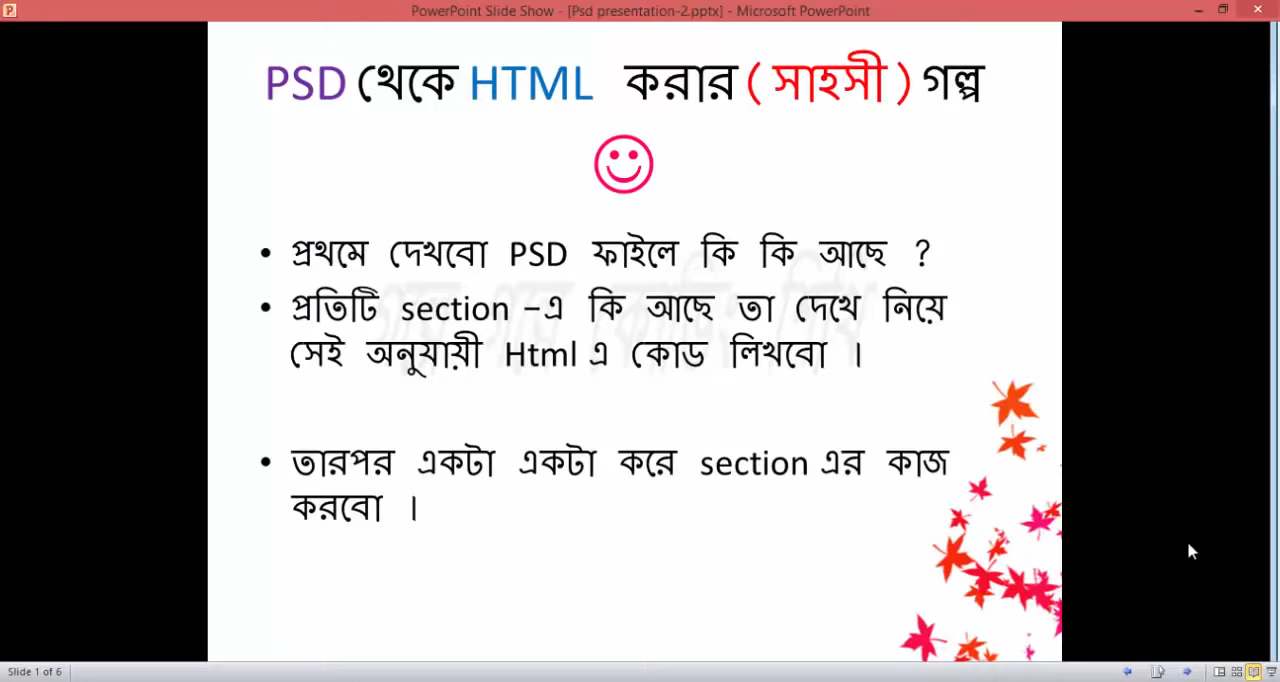 PowerPoint Slide Show - [Psd presentation-2.pptx] - Microsoft PowerPoint
PSD থেকে HTML করার ( সাহসী ) গল্প
• প্রথমে দেখবো PSD ফাইলে কি কি আছে ?
• প্রতিটি section –এ কি আছে তা দেখে নিয়ে
সেই অনুযায়ী Html এ কোড লিখবো ।
• তারপর একটা একটা করে section এর কাজ
করবো ।
Slide 1 of 6